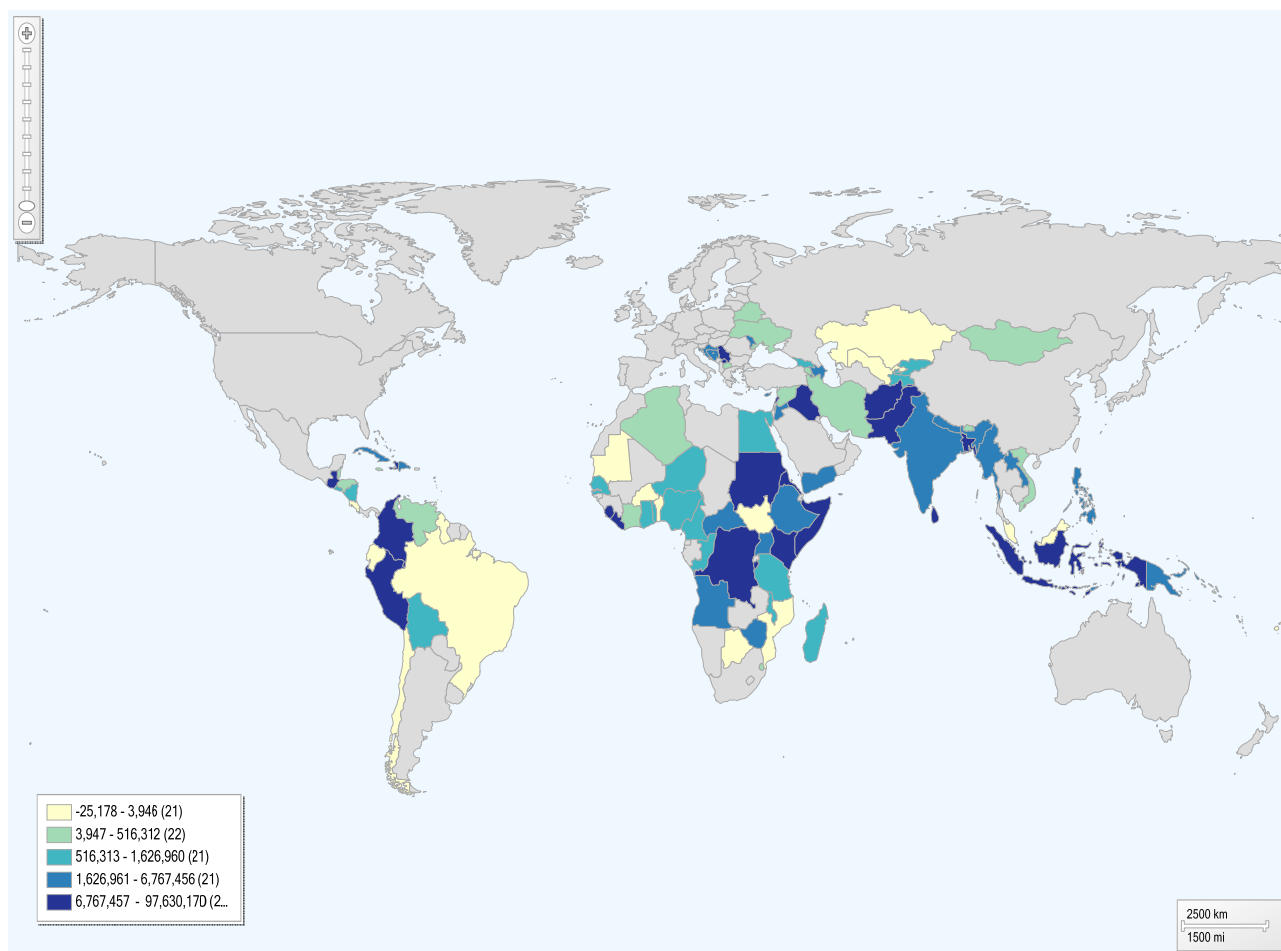 -25,178 - 3,946 (21)
3,947 - 516,312 (22)
516,313 - 1,626,960 (21)
1,626,961 - 6,767,456 (21)
6,767,457 - 97,630,170 (2...
2500 km
1500 mi